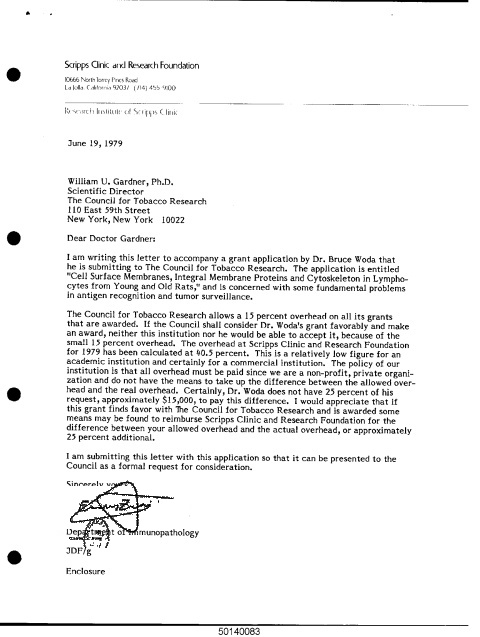 Scripps Clinic and Research Foundation
10666 North Torrey Pines Road
La Jolla, California 92037 (714) 455-9100
Research Institute of Scripps Clinic
June 19, 1979
William U. Gardner, Ph.D.
Scientific Director
The Council for Tobacco Research
110 East 59th Street
New York, New York 10022
Dear Doctor Gardner:
I am writing this letter to accompany a grant application by Dr. Bruce Woda that
he is submitting to The Council for Tobacco Research. The application is entitled
"Cell Surface Membranes, Integral Membrane Proteins and Cytoskeleton in Lympho-
cytes from Young and Old Rats," and is concerned with some fundamental problems
in antigen recognition and tumor surveillance.
The Council for Tobacco Research allows a 15 percent overhead on all its grants
that are awarded. If the Council shall consider Dr. Woda's grant favorably and make
an award, neither this institution nor he would be able to accept it, because of the
small 15 percent overhead. The overhead at Scripps Clinic and Research Foundation
for 1979 has been calculated at 40.5 percent. This is a relatively low figure for an
academic institution and certainly for a commercial institution. The policy of our
institution is that all overhead must be paid since we are a non-profit, private organi-
zation and do not have the means to take up the difference between the allowed over-
head and the real overhead. Certainly, Dr. Woda does not have 25 percent of his
request, approximately $15,000, to pay this difference. I would appreciate that if
this grant finds favor with The Council for Tobacco Research and is awarded some
means may be found to reimburse Scripps Clinic and Research Foundation for the
difference between your allowed overhead and the actual overhead, or approximately
25 percent additional.
I am submitting this letter with this application so that it can be presented to the
Council as a formal request for consideration.
Sincerely
Department of Immunopathology
JDF/g
Enclosure
50140083